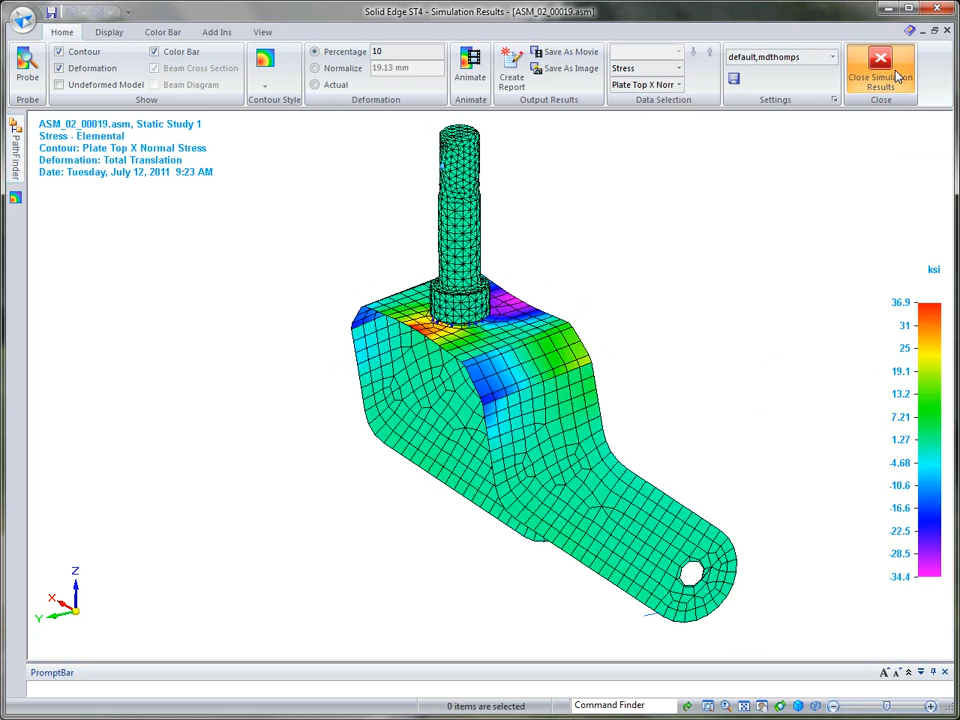 Solid Edge ST4 - Simulation Results - [ASM_02_00019.asm]
Home
Display
Color Bar
Add Ins
View
Probe
Probe
Contour
Deformation
Undeformed Model
Color Bar
Beam Cross Section
Beam Diagram
Show
Contour Style
Percentage 10
Normalize 19.13 mm
Actual
Deformation
Animate
Animate
Create
Report
Save As Movie
Save As Image
Output Results
Stress
Plate Top X Norr
Data Selection
default,mdthomps
Settings
Close Simulation
Results
Close
PathFinder
ASM_02_00019.asm, Static Study 1
Stress - Elemental
Contour: Plate Top X Normal Stress
Deformation: Total Translation
Date: Tuesday, July 12, 2011 9:23 AM
ksi
36.9
31
25
19.1
13.2
7.21
1.27
-4.68
-10.6
-16.6
-22.5
-28.5
-34.4
Z
X
Y
PromptBar
A A
0 items are selected
Command Finder